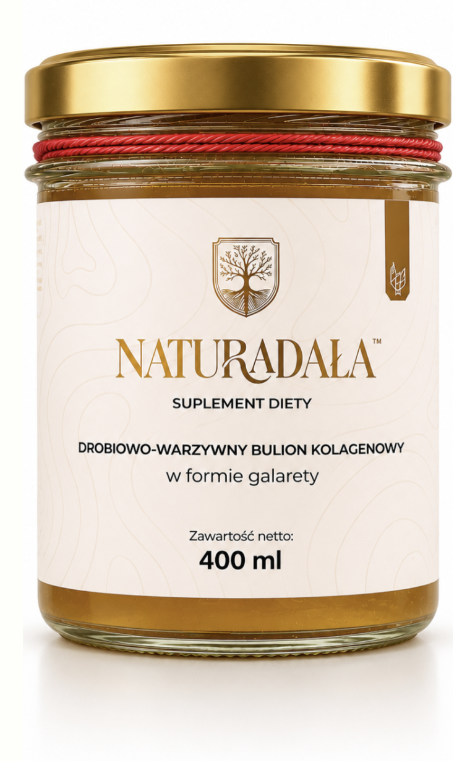 NATURADAŁA™
SUPLEMENT DIETY
DROBIOWO-WARZYWNY BULION KOLAGENOWY
w formie galarety
Zawartość netto:
400 ml